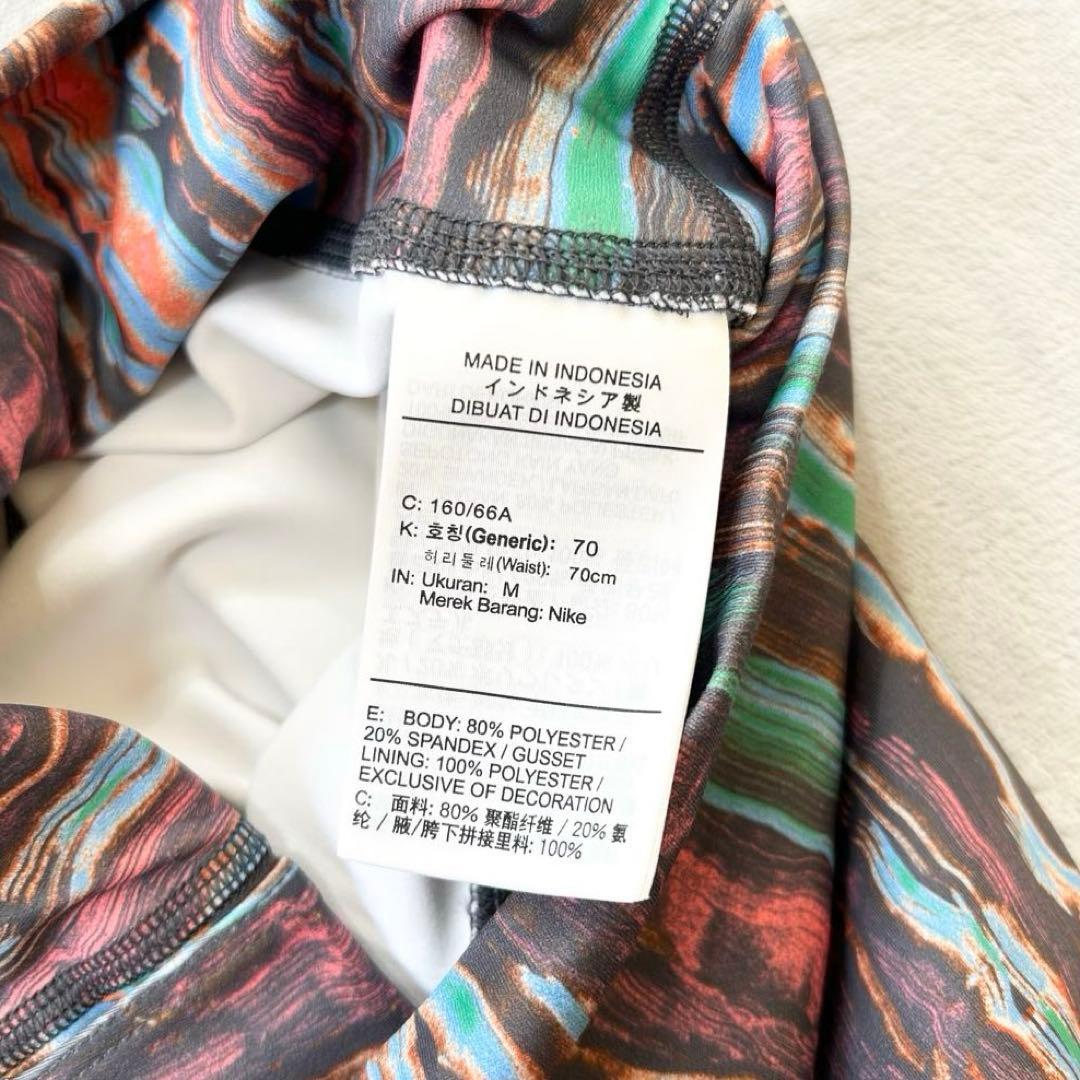 MADE IN INDONESIA
インドネシア製
DIBUAT DI INDONESIA
C: 160/66A
K: 호칭(Generic): 70
허리둘레(Waist): 70cm
IN: Ukuran: M
Merek Barang: Nike
E: BODY: 80% POLYESTER /
20% SPANDEX / GUSSET
LINING: 100% POLYESTER /
EXCLUSIVE OF DECORATION
C: 面料: 80% 聚酯纤维 / 20% 氨
纶 / 腋/胯下拼接里料: 100%